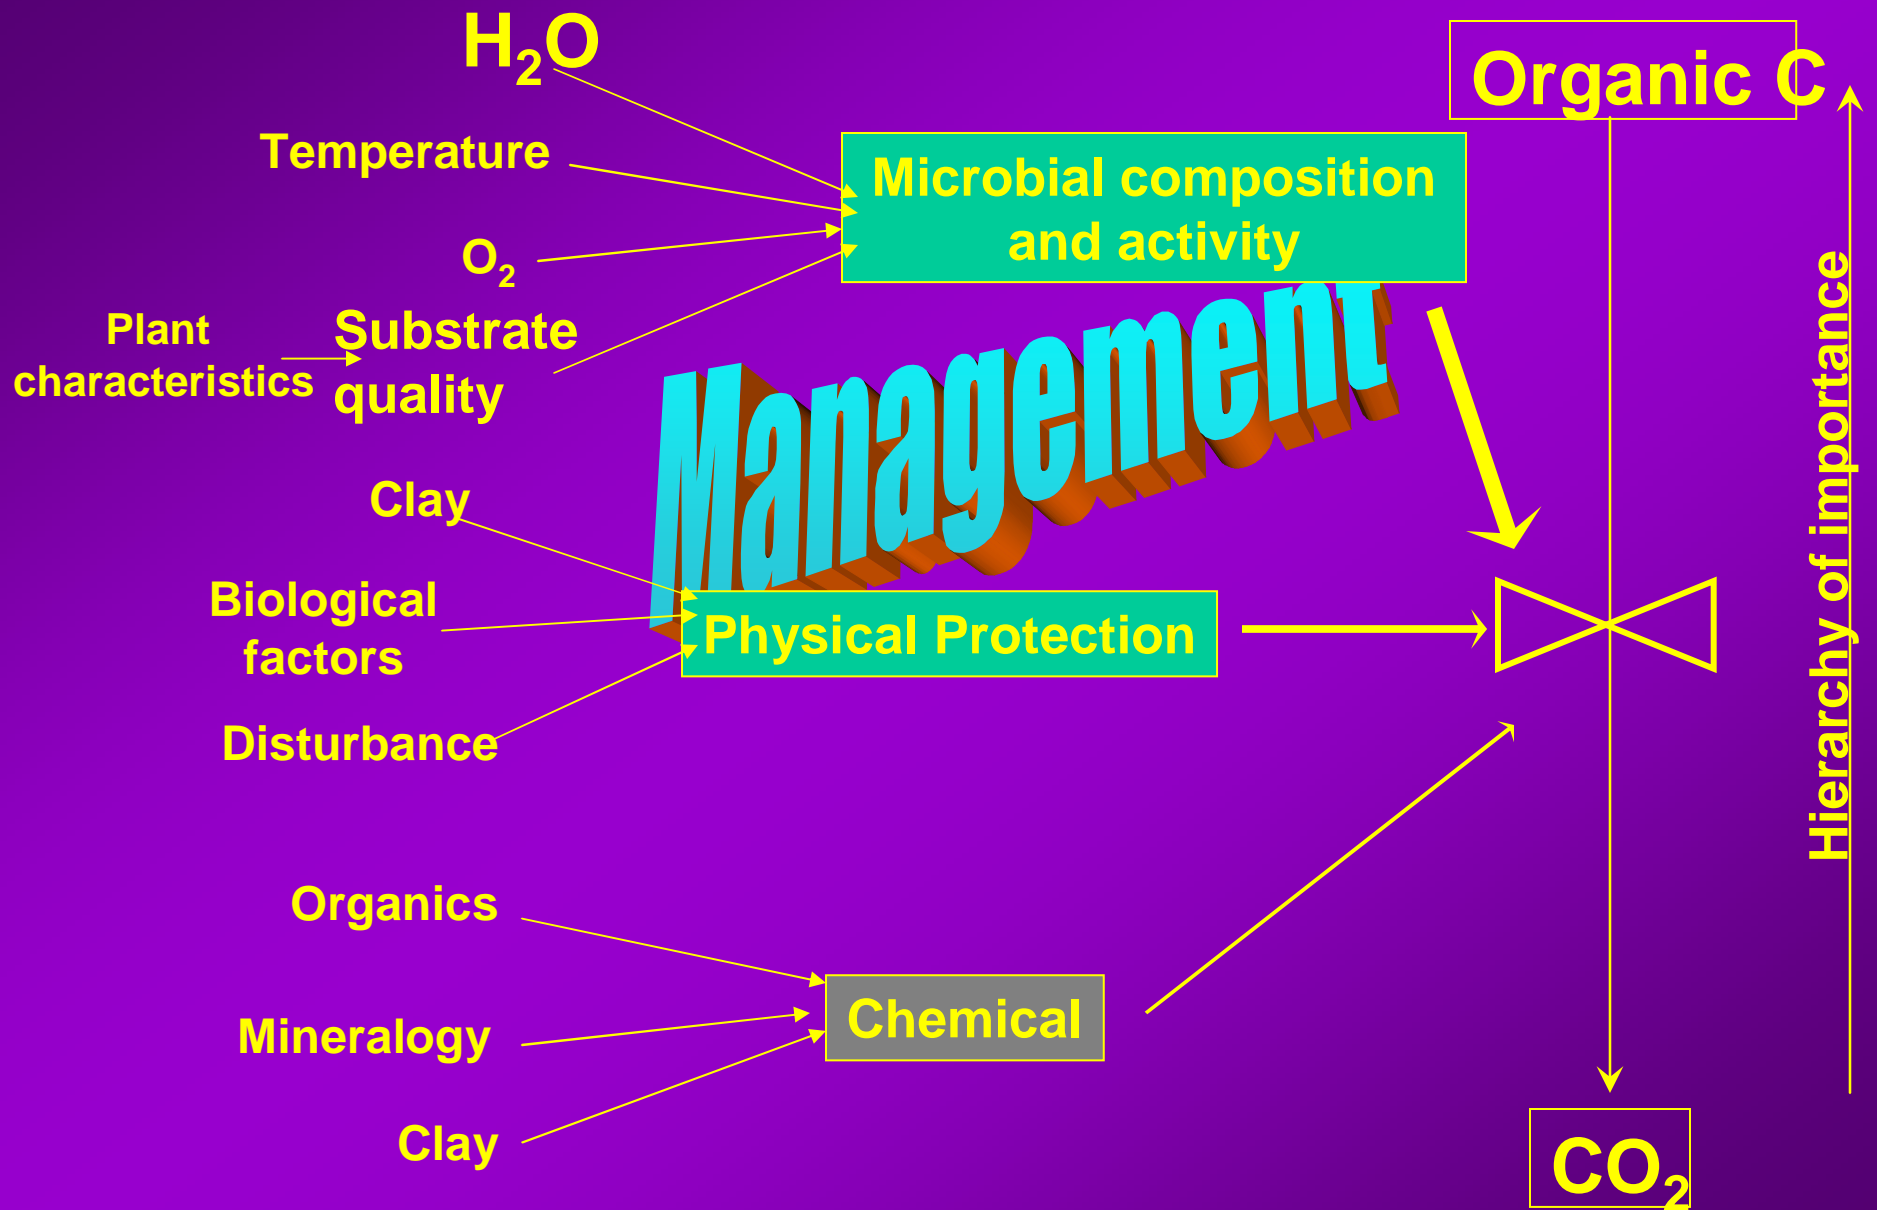 H₂O
Organic C
Temperature
Microbial composition
and activity
O₂
Plant
characteristics
Substrate
quality
Management
Hierarchy of importance
Clay
Biological
factors
Physical Protection
Disturbance
Organics
Chemical
Mineralogy
Clay
CO₂